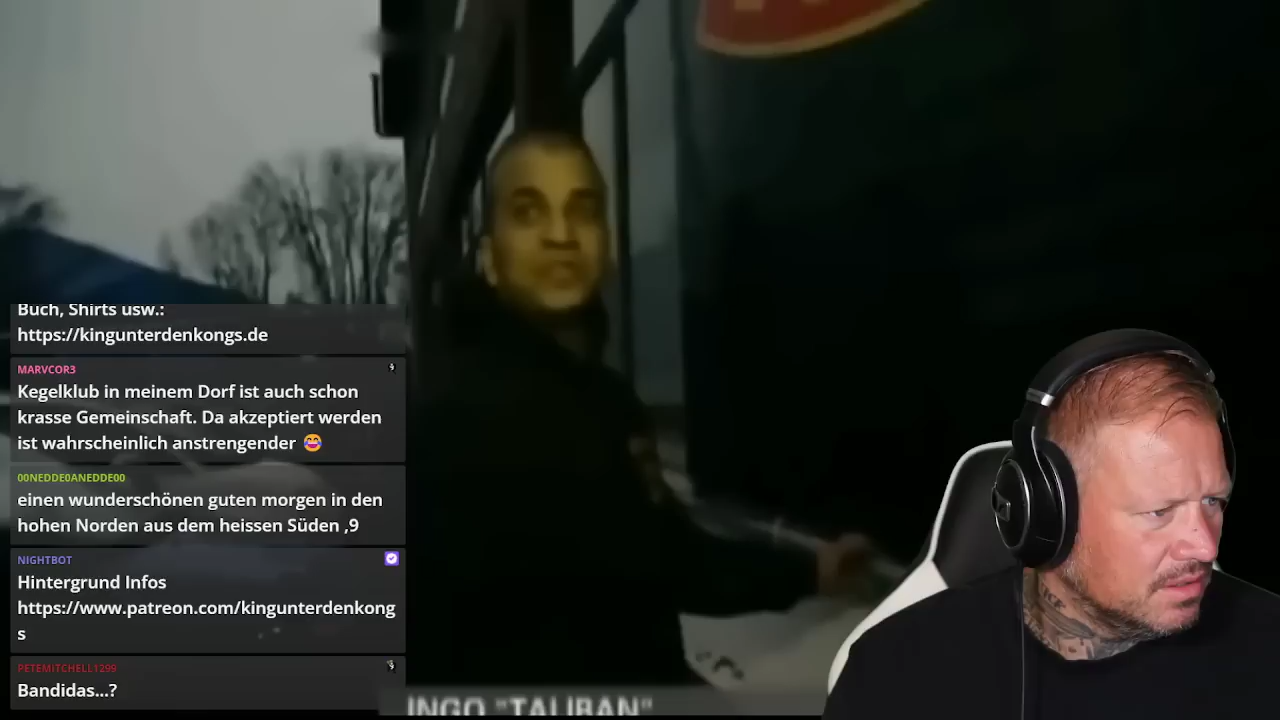 Buch, Shirts usw.:
https://kingunterdenkongs.de
MARVCOR3
Kegelklub in meinem Dorf ist auch schon
krasse Gemeinschaft. Da akzeptiert werden
ist wahrscheinlich anstrengender 😂
00NEDDE0ANEDDE00
einen wunderschönen guten morgen in den
hohen Norden aus dem heissen Süden ,9
NIGHTBOT
Hintergrund Infos
https://www.patreon.com/kingunterdenkong
s
PETEMITCHELL1299
Bandidas...?
INGO "TALIBAN"